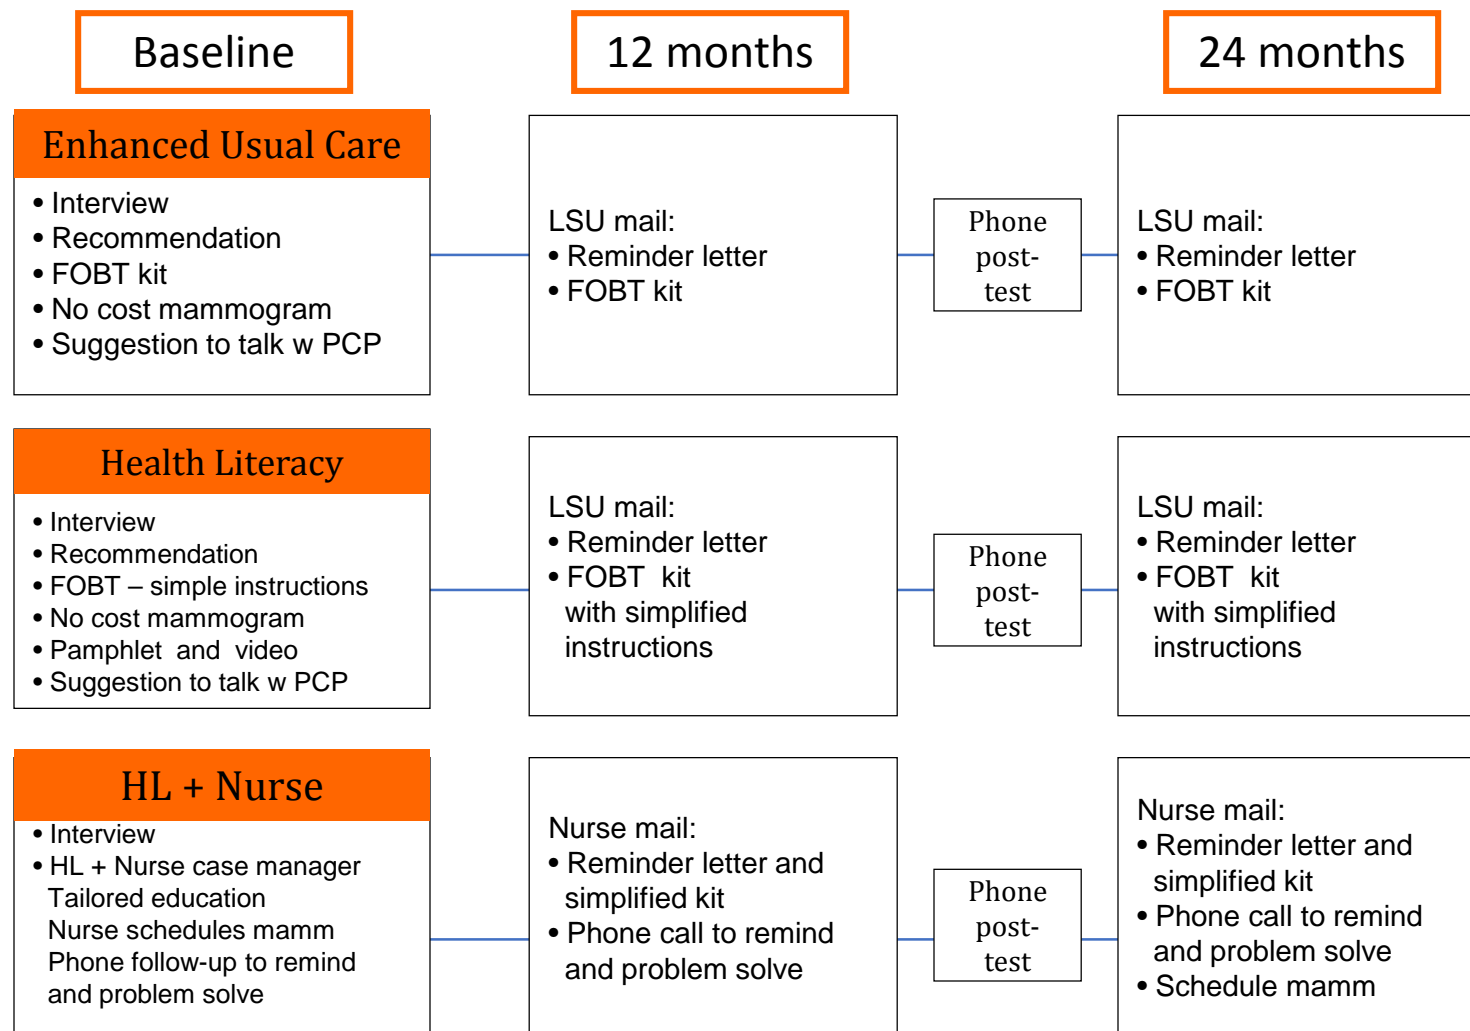 Baseline
12 months
24 months
Enhanced Usual Care
• Interview
• Recommendation
• FOBT kit
• No cost mammogram
• Suggestion to talk w PCP
LSU mail:
• Reminder letter
• FOBT kit
Phone
post-
test
LSU mail:
• Reminder letter
• FOBT kit
Health Literacy
• Interview
• Recommendation
• FOBT – simple instructions
• No cost mammogram
• Pamphlet and video
• Suggestion to talk w PCP
LSU mail:
• Reminder letter
• FOBT kit
with simplified
instructions
Phone
post-
test
LSU mail:
• Reminder letter
• FOBT kit
with simplified
instructions
HL + Nurse
• Interview
• HL + Nurse case manager
Tailored education
Nurse schedules mamm
Phone follow-up to remind
and problem solve
Nurse mail:
• Reminder letter and
simplified kit
• Phone call to remind
and problem solve
Phone
post-
test
Nurse mail:
• Reminder letter and
simplified kit
• Phone call to remind
and problem solve
• Schedule mamm